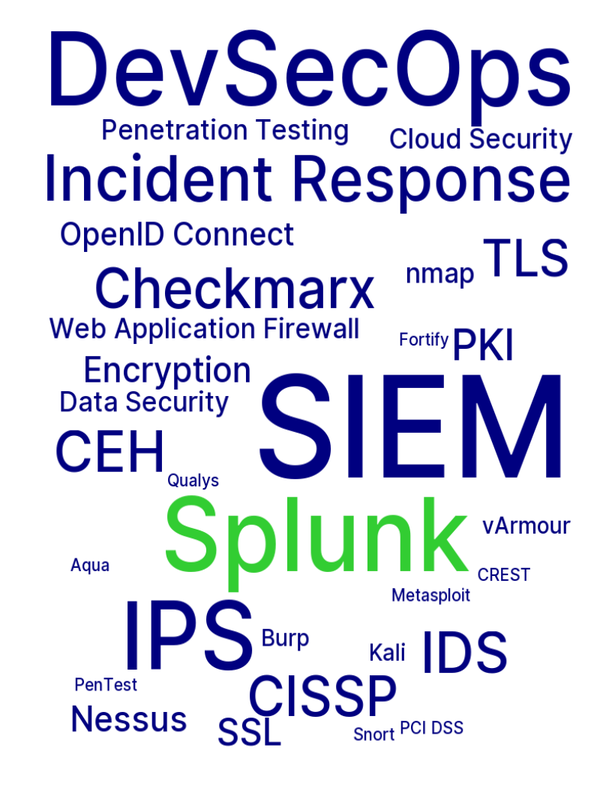 DevSecOps
Penetration Testing
Cloud Security
Incident Response
OpenID Connect
TLS
Checkmarx
nmap
Web Application Firewall
Fortify
PKI
Encryption
Data Security
SIEM
CEH
Qualys
Splunk
vArmour
Aqua
CREST
Metasploit
IPS
Burp
Kali
IDS
PenTest
CISSP
Nessus
SSL
Snort
PCI DSS